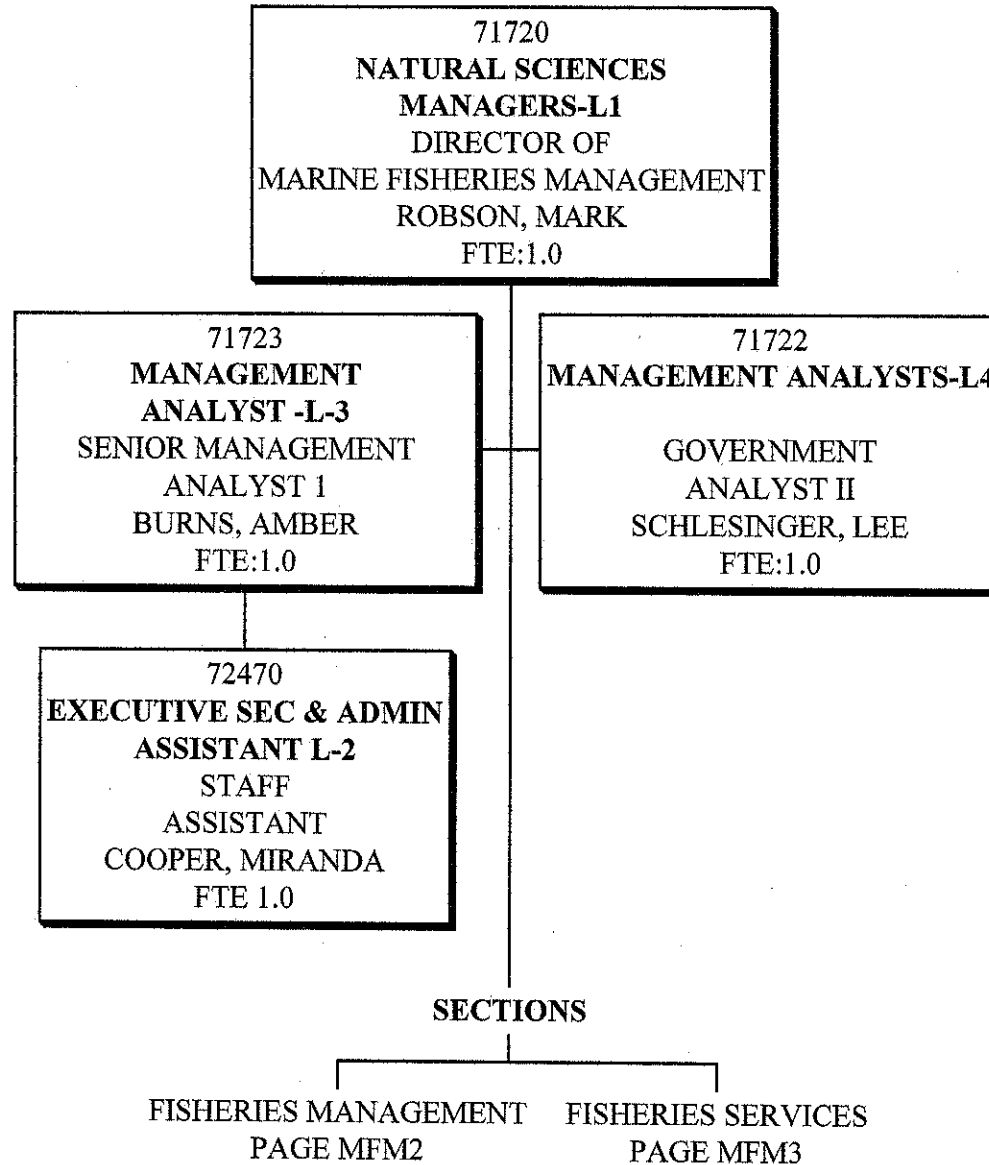 71720
NATURAL SCIENCES
MANAGERS-L1
DIRECTOR OF
MARINE FISHERIES MANAGEMENT
ROBSON, MARK
FTE:1.0
71723
MANAGEMENT
ANALYST -L-3
SENIOR MANAGEMENT
ANALYST 1
BURNS, AMBER
FTE:1.0
71722
MANAGEMENT ANALYSTS-L4
GOVERNMENT
ANALYST II
SCHLESINGER, LEE
FTE:1.0
72470
EXECUTIVE SEC & ADMIN
ASSISTANT L-2
STAFF
ASSISTANT
COOPER, MIRANDA
FTE 1.0
SECTIONS
FISHERIES MANAGEMENT
PAGE MFM2
FISHERIES SERVICES
PAGE MFM3